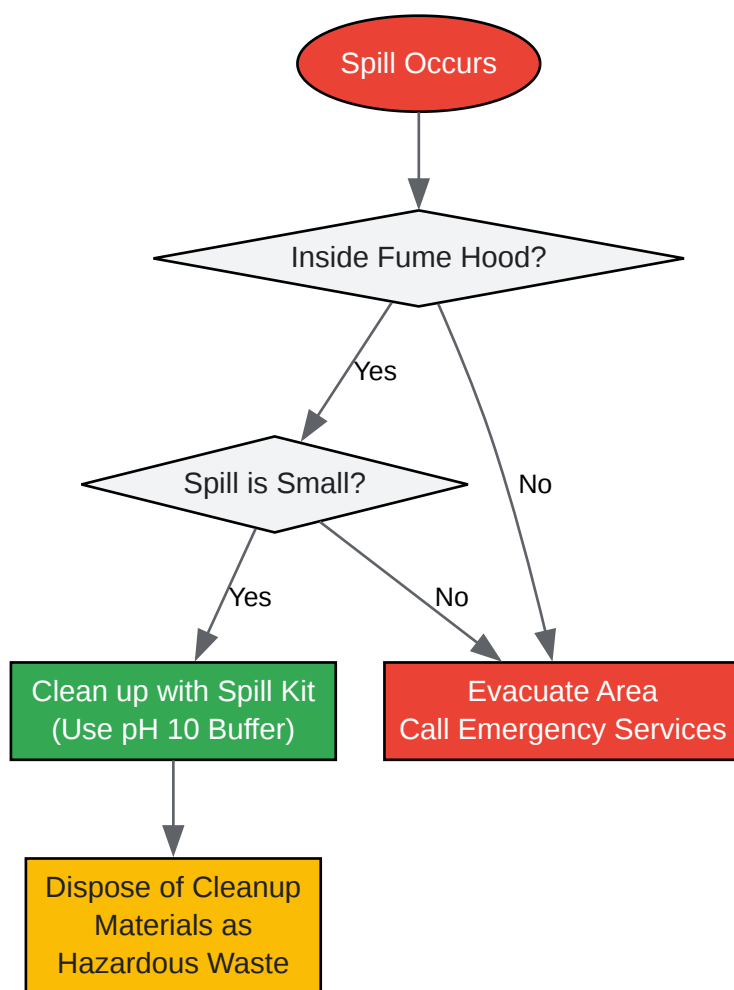 Spill Occurs
Inside Fume Hood?
Yes
Spill is Small?
No
Yes
No
Clean up with Spill Kit
(Use pH 10 Buffer)
Evacuate Area
Call Emergency Services
Dispose of Cleanup
Materials as
Hazardous Waste